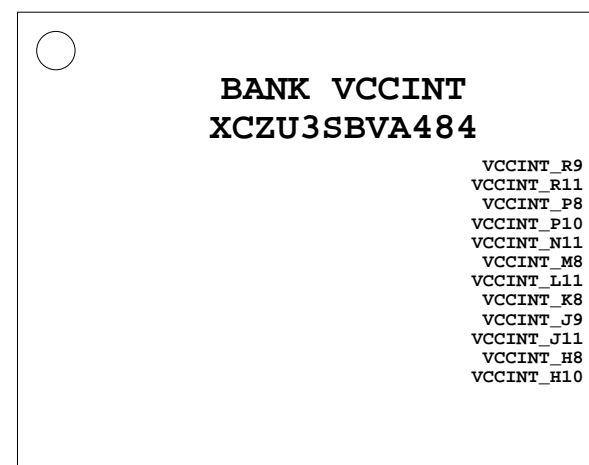 BANK VCCINT
XCZU3SBVA484
VCCINT_R9
VCCINT_R11
VCCINT_P8
VCCINT_P10
VCCINT_N11
VCCINT_M8
VCCINT_L11
VCCINT_K8
VCCINT_J9
VCCINT_J11
VCCINT_H8
VCCINT_H10